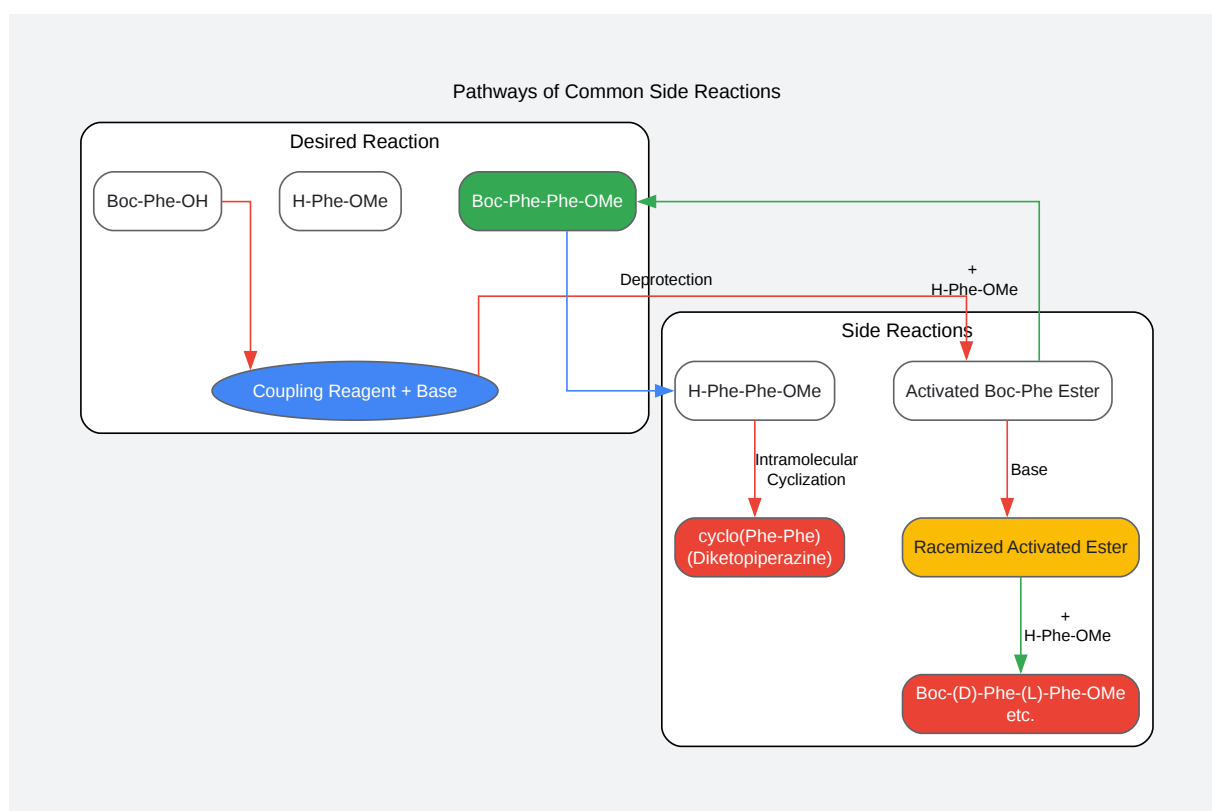 Pathways of Common Side Reactions
Desired Reaction
Boc-Phe-OH
H-Phe-OMe
Boc-Phe-Phe-OMe
Deprotection
+
H-Phe-OMe
Side Reactions
Coupling Reagent + Base
H-Phe-Phe-OMe
Activated Boc-Phe Ester
Intramolecular
Cyclization
Base
cyclo(Phe-Phe)
(Diketopiperazine)
Racemized Activated Ester
+
H-Phe-OMe
Boc-(D)-Phe-(L)-Phe-OMe
etc.